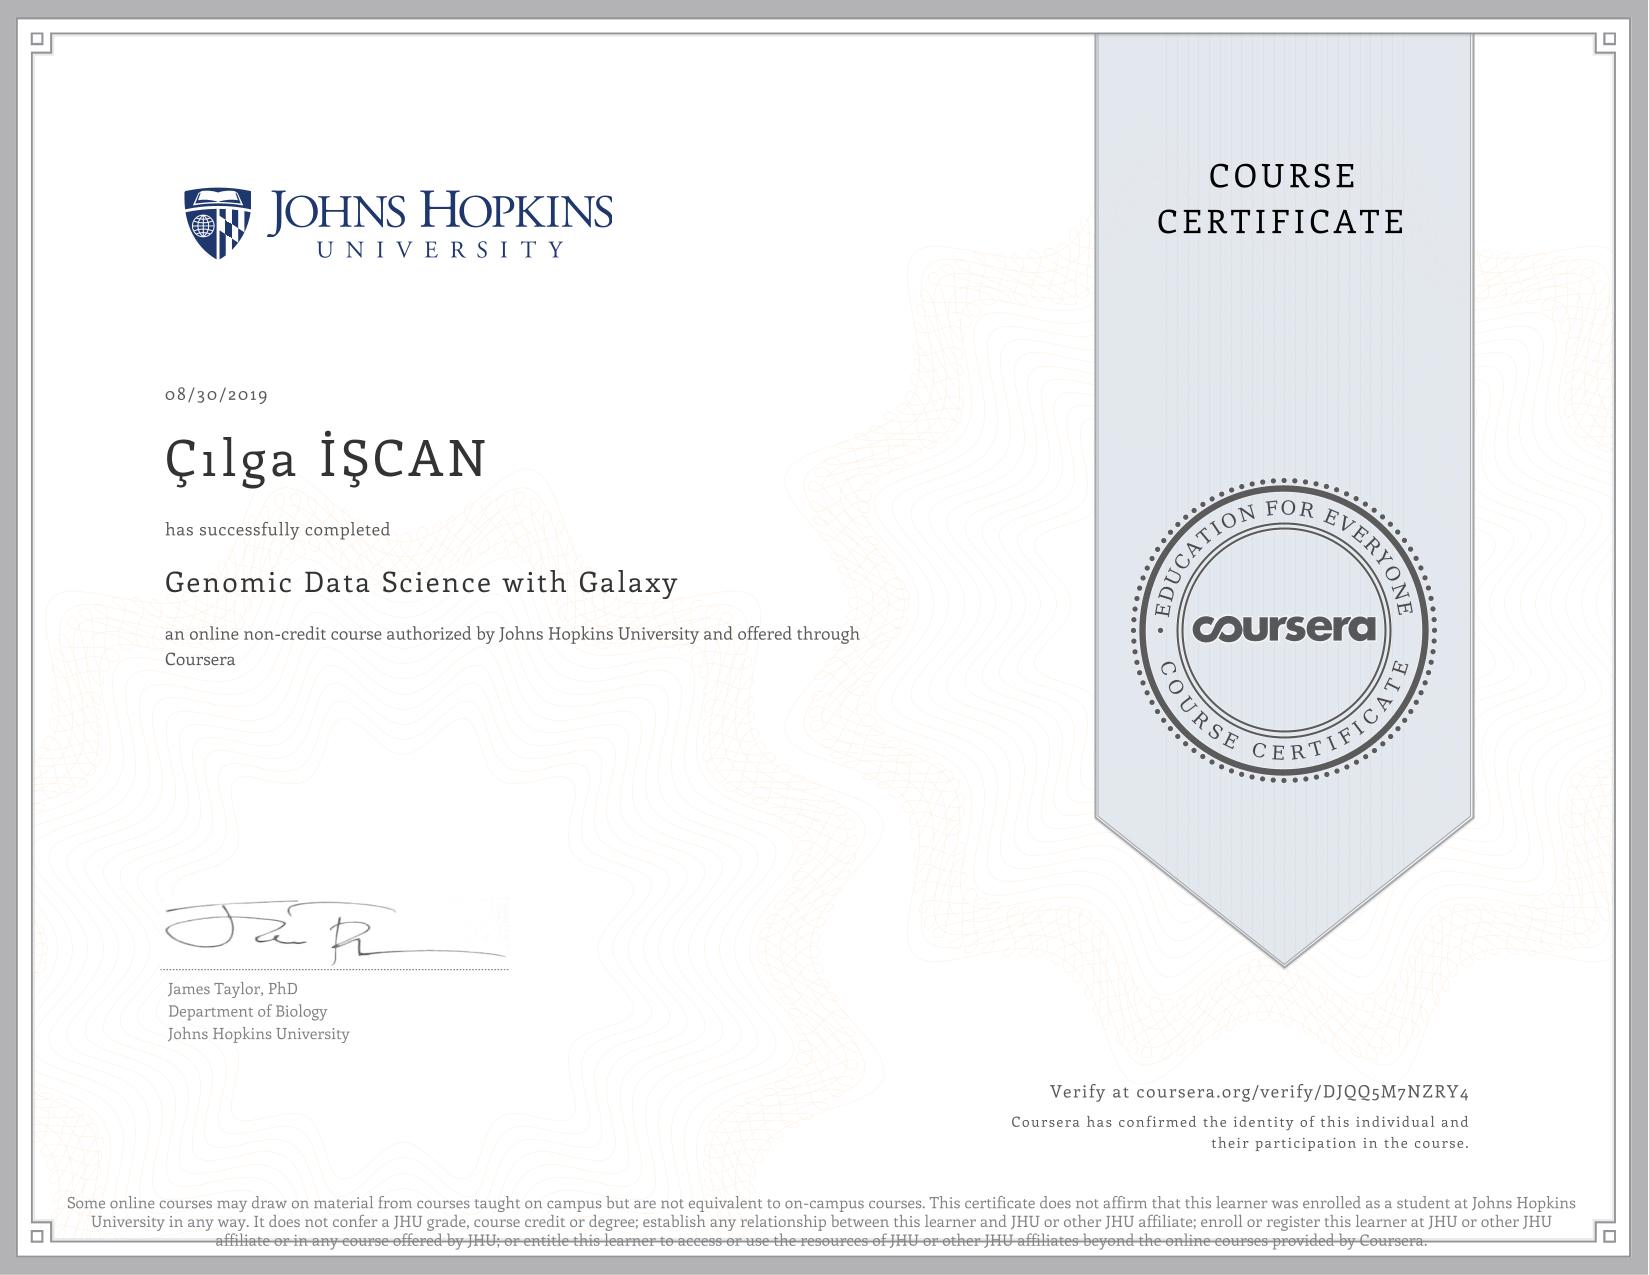 JOHNS HOPKINS
UNIVERSITY
COURSE
CERTIFICATE
08/30/2019
Çılga İŞCAN
has successfully completed
Genomic Data Science with Galaxy
an online non-credit course authorized by Johns Hopkins University and offered through
Coursera
EDUCATION FOR EVERYONE
coursera
COURSE CERTIFICATE
James Taylor, PhD
Department of Biology
Johns Hopkins University
Verify at coursera.org/verify/DJQQ5M7NZRY4
Coursera has confirmed the identity of this individual and
their participation in the course.
Some online courses may draw on material from courses taught on campus but are not equivalent to on-campus courses. This certificate does not affirm that this learner was enrolled as a student at Johns Hopkins
University in any way. It does not confer a JHU grade, course credit or degree; establish any relationship between this learner and JHU or other JHU affiliate; enroll or register this learner at JHU or other JHU
affiliate or in any course offered by JHU; or entitle this learner to access or use the resources of JHU or other JHU affiliates beyond the online courses provided by Coursera.